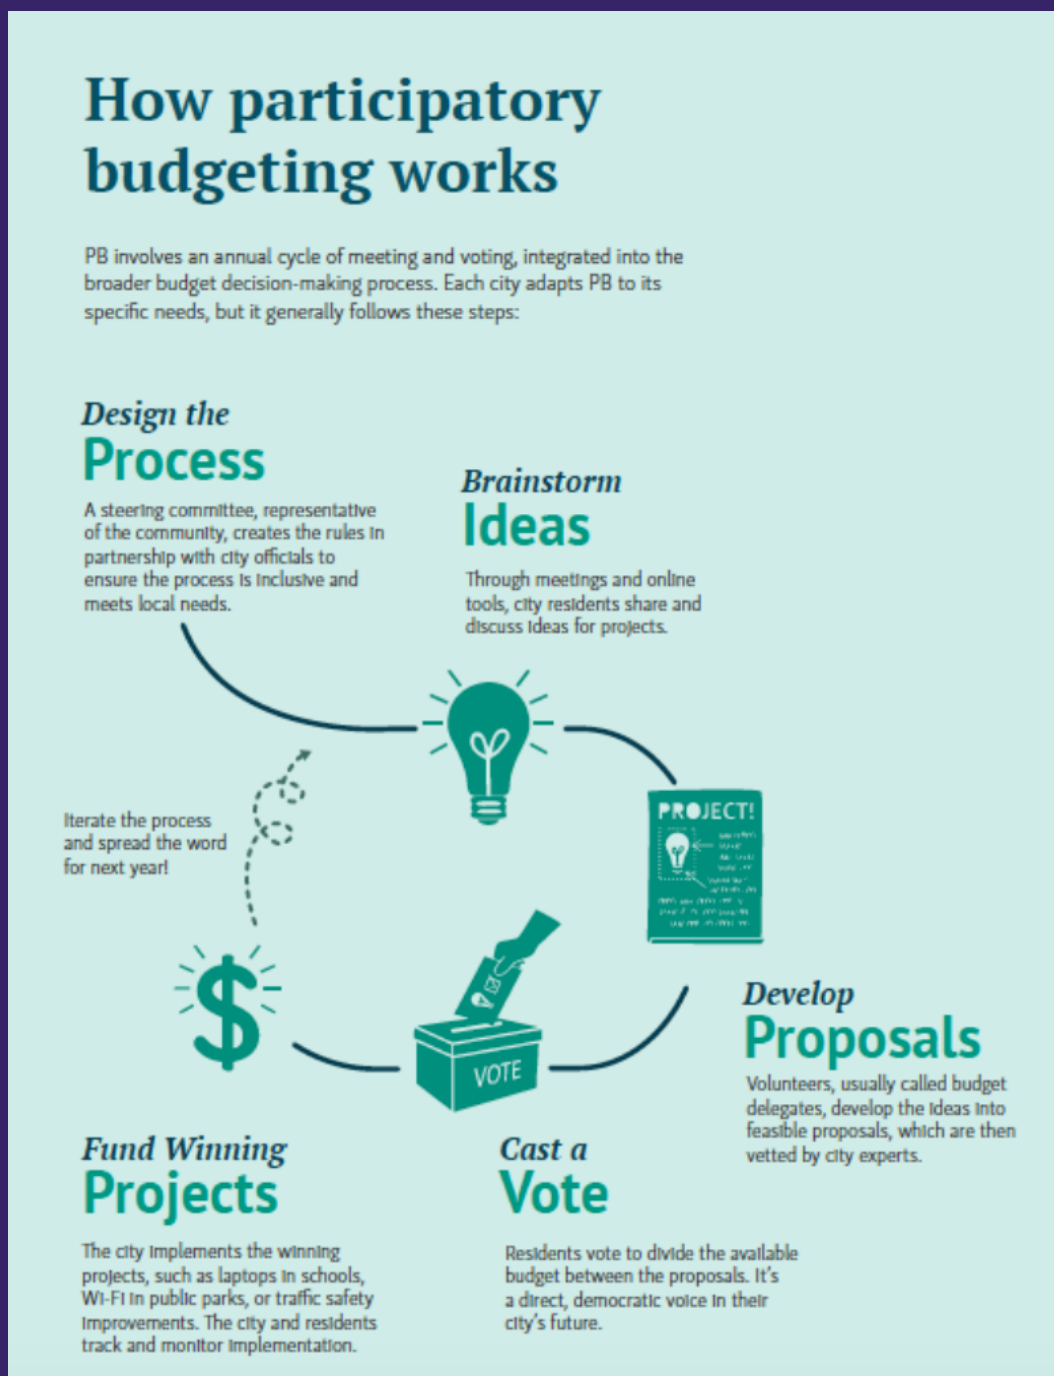 How participatory
budgeting works
PB involves an annual cycle of meeting and voting, integrated into the
broader budget decision-making process. Each city adapts PB to its
specific needs, but it generally follows these steps:
Design the
Process
A steering committee, representative
of the community, creates the rules in
partnership with city officials to
ensure the process is inclusive and
meets local needs.
Brainstorm
Ideas
Through meetings and online
tools, city residents share and
discuss ideas for projects.
PROJECT!
Develop
Proposals
Volunteers, usually called budget
delegates, develop the ideas into
feasible proposals, which are then
vetted by city experts.
VOTE
Cast a
Vote
Residents vote to divide the available
budget between the proposals. It's
a direct, democratic voice in their
city's future.
$
Fund Winning
Projects
The city implements the winning
projects, such as laptops in schools,
Wi-Fi in public parks, or traffic safety
improvements. The city and residents
track and monitor implementation.
Iterate the process
and spread the word
for next year!